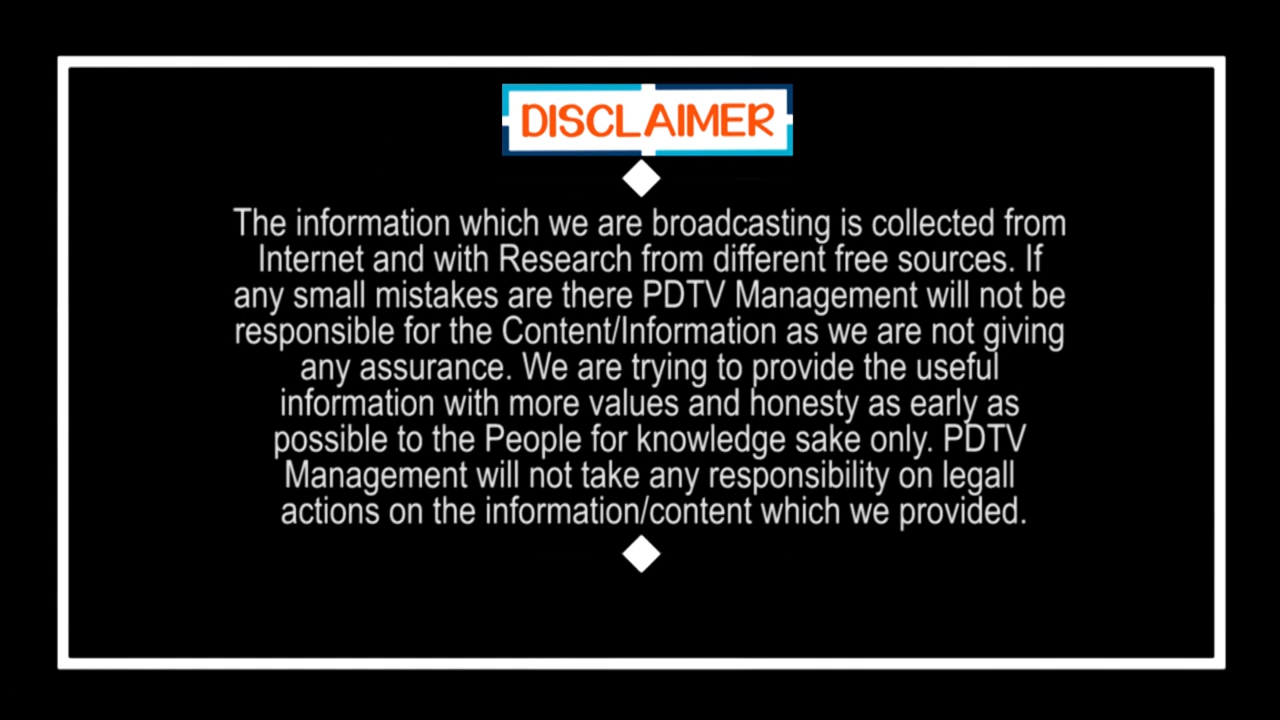 DISCLAIMER
The information which we are broadcasting is collected from
Internet and with Research from different free sources. If
any small mistakes are there PDTV Management will not be
responsible for the Content/Information as we are not giving
any assurance. We are trying to provide the useful
information with more values and honesty as early as
possible to the People for knowledge sake only. PDTV
Management will not take any responsibility on legall
actions on the information/content which we provided.